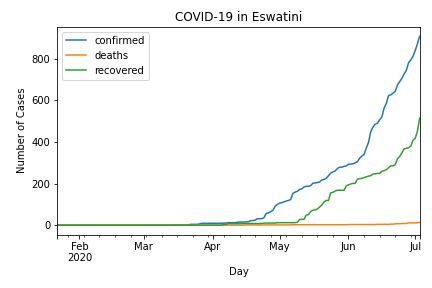 COVID-19 in Eswatini
confirmed
deaths
recovered
Number of Cases
800
600
400
200
0
Feb
2020
Mar
Apr
May
Jun
Jul
Day